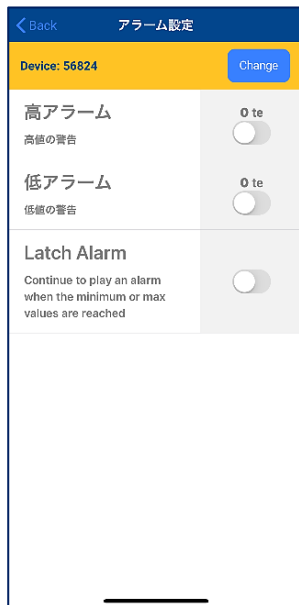 Back
アラーム設定
Device: 56824
Change
高アラーム
0 te
高値の警告
低アラーム
0 te
低値の警告
Latch Alarm
Continue to play an alarm
when the minimum or max
values are reached